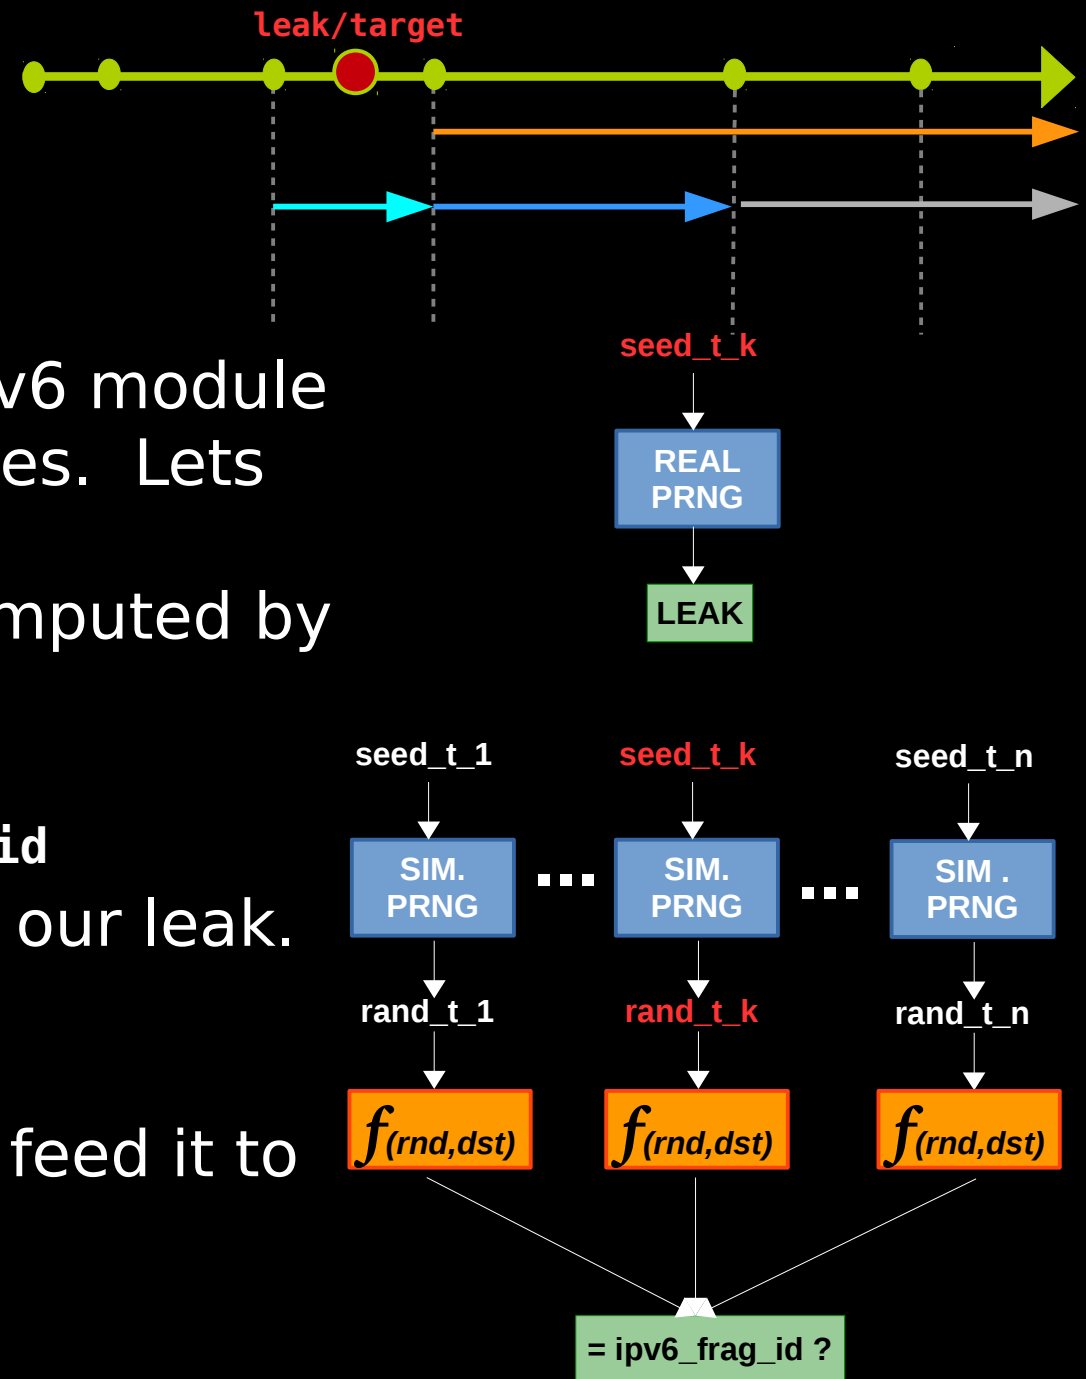 leak/target
v6 module
es. Lets
mputed by
id
our leak.
feed it to
seed_t_k
REAL
PRNG
LEAK
seed_t_1
seed_t_k
seed_t_n
SIM.
PRNG
SIM.
PRNG
SIM .
PRNG
rand_t_1
rand_t_k
rand_t_n
f(rnd,dst)
f(rnd,dst)
f(rnd,dst)
= ipv6_frag_id ?